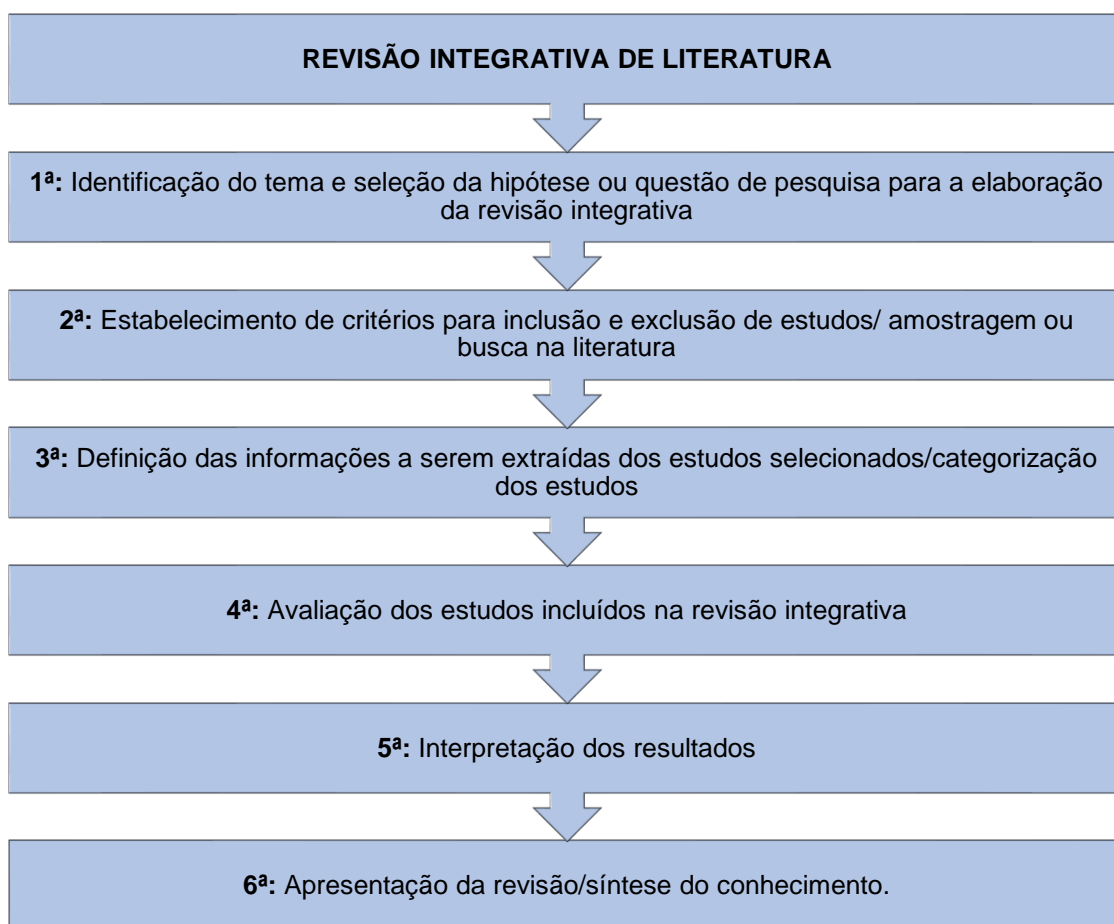 REVISÃO INTEGRATIVA DE LITERATURA
1ª: Identificação do tema e seleção da hipótese ou questão de pesquisa para a elaboração
da revisão integrativa
2ª: Estabelecimento de critérios para inclusão e exclusão de estudos/ amostragem ou
busca na literatura
3ª: Definição das informações a serem extraídas dos estudos selecionados/categorização
dos estudos
4ª: Avaliação dos estudos incluídos na revisão integrativa
5ª: Interpretação dos resultados
6ª: Apresentação da revisão/síntese do conhecimento.